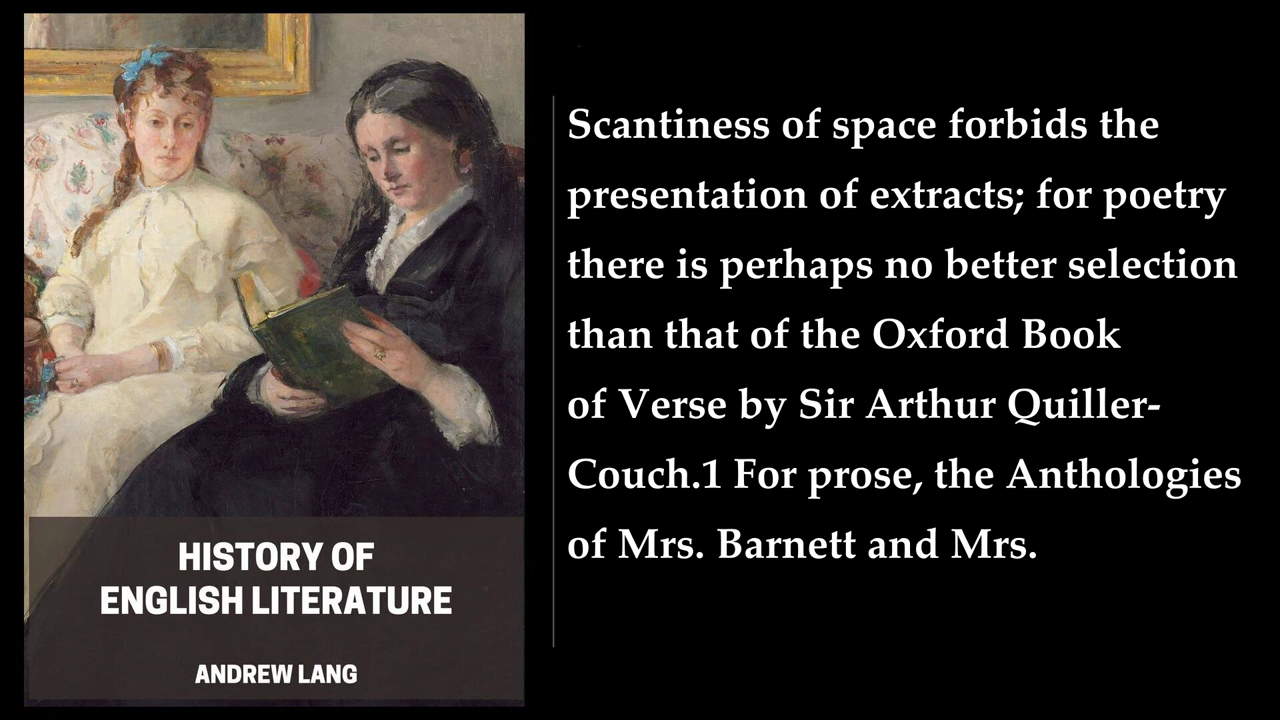 HISTORY OF
ENGLISH LITERATURE
ANDREW LANG
Scantiness of space forbids the
presentation of extracts; for poetry
there is perhaps no better selection
than that of the Oxford Book
of Verse by Sir Arthur Quiller-
Couch.1 For prose, the Anthologies
of Mrs. Barnett and Mrs.